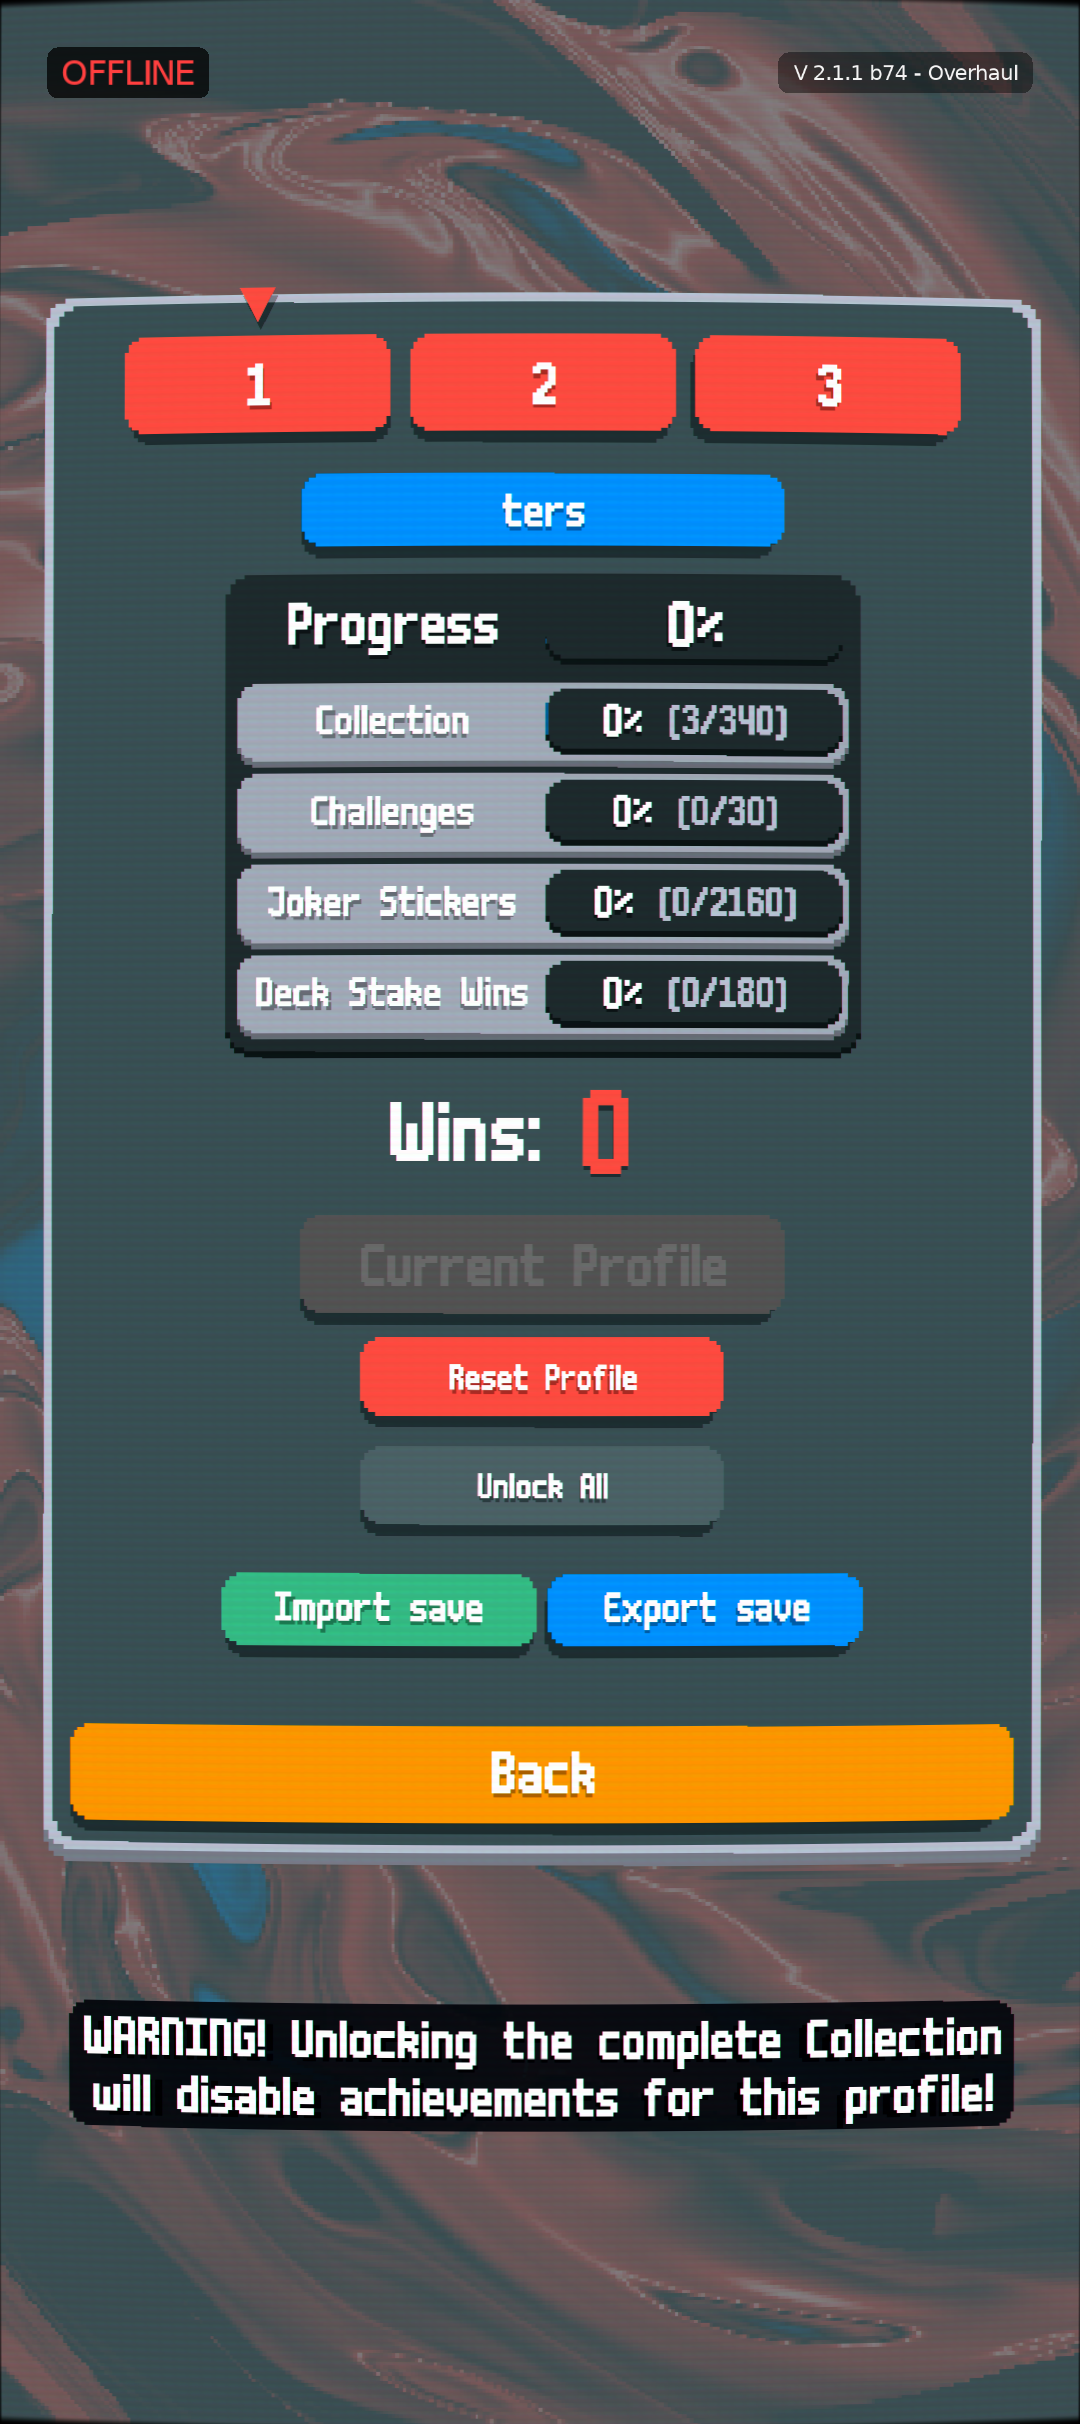 OFFLINE
V 2.1.1 b74 - Overhaul
1 2 3
ters
Progress 0%
Collection 0% [3/340]
Challenges 0% [0/30]
Joker Stickers 0% [0/2160]
Deck Stake Wins 0% [0/180]
Wins: 0
Current Profile
Reset Profile
Unlock All
Import save Export save
Back
WARNING! Unlocking the complete Collection
will disable achievements for this profile!